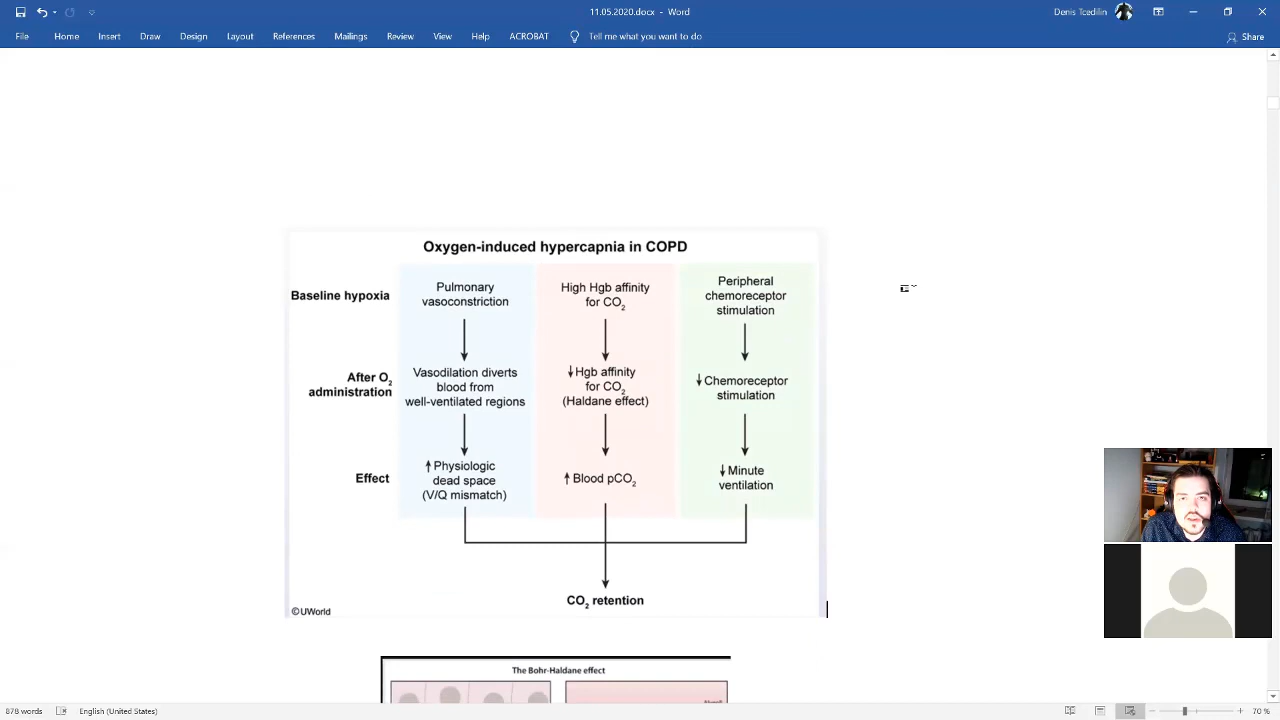 11.05.2020.docx - Word
Denis Tcedilin
File Home Insert Draw Design Layout References Mailings Review View Help ACROBAT Tell me what you want to do
Share
Oxygen-induced hypercapnia in COPD
Baseline hypoxia
Pulmonary
vasoconstriction
High Hgb affinity
for CO₂
Peripheral
chemoreceptor
stimulation
After O₂
administration
Vasodilation diverts
blood from
well-ventilated regions
↓Hgb affinity
for CO₂
(Haldane effect)
↓Chemoreceptor
stimulation
Effect
↑Physiologic
dead space
(V/Q mismatch)
↑ Blood pCO₂
↓Minute
ventilation
CO₂ retention
©UWorld
The Bohr-Haldane effect
878 words
English (United States)
70 %